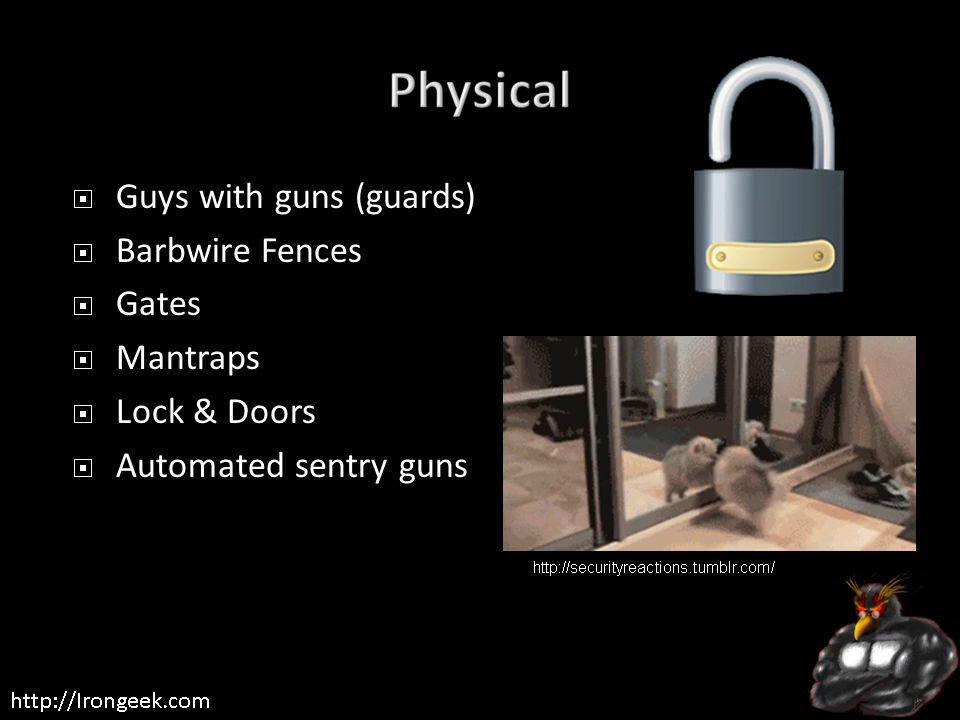 Physical
Guys with guns (guards)
Barbwire Fences
Gates
Mantraps
Lock & Doors
Automated sentry guns
http://securityreactions.tumblr.com/
http://Irongeek.com